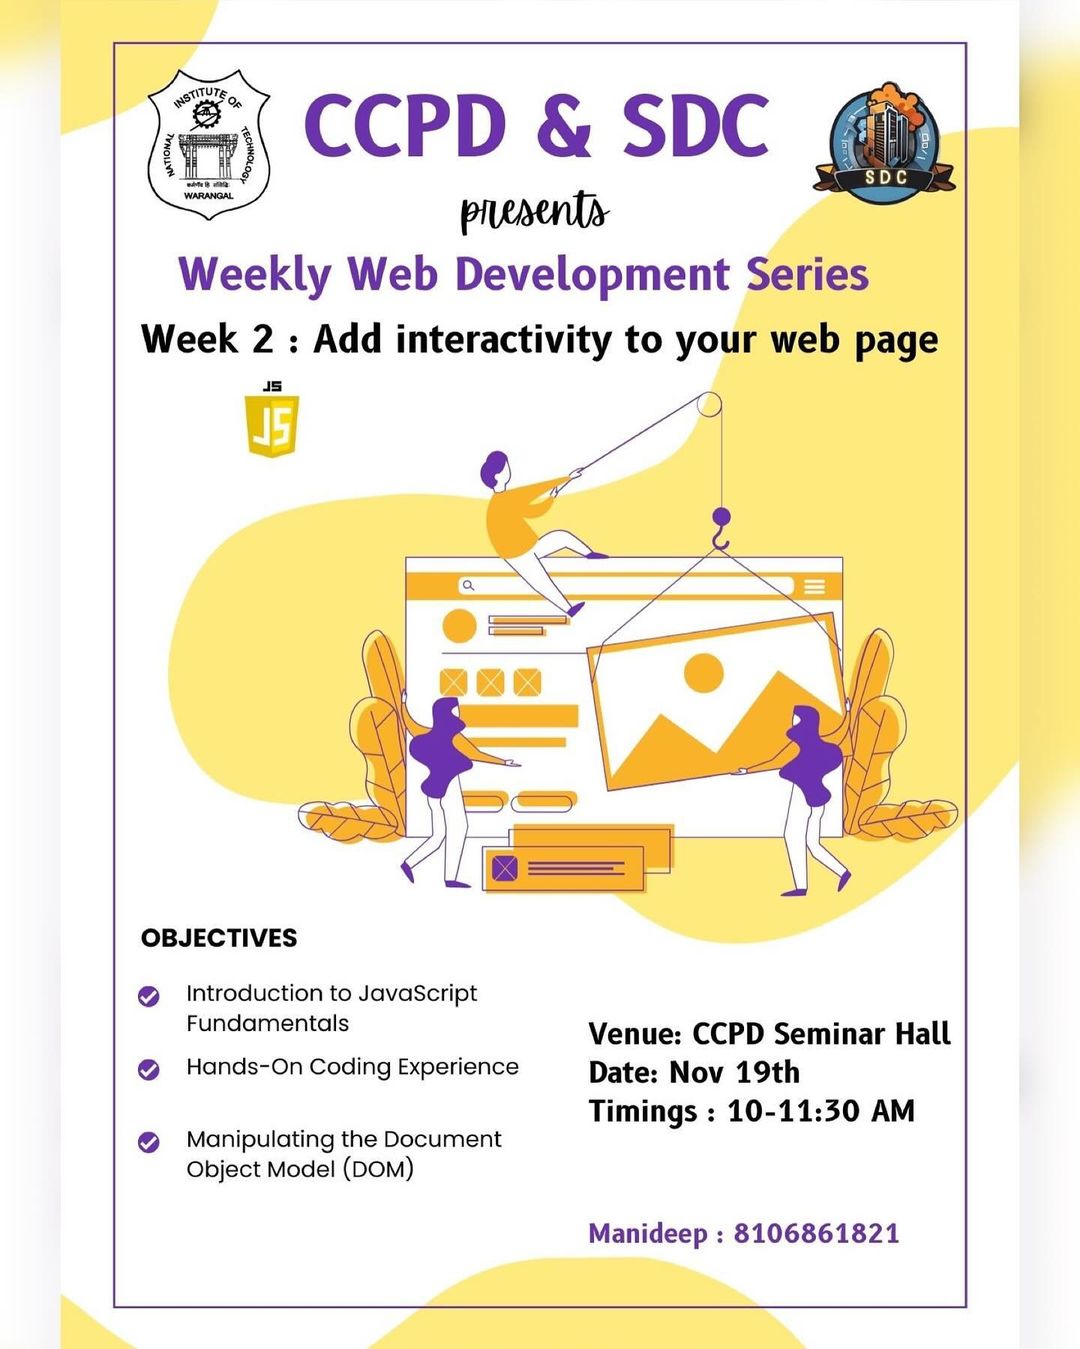 INSTITUTE OF
NATIONAL
TECHNOLOGY
WARANGAL
CCPD & SDC
SDC
presents
Weekly Web Development Series
Week 2 : Add interactivity to your web page
JS
JS
OBJECTIVES
Introduction to JavaScript
Fundamentals
Hands-On Coding Experience
Manipulating the Document
Object Model (DOM)
Venue: CCPD Seminar Hall
Date: Nov 19th
Timings : 10-11:30 AM
Manideep : 8106861821